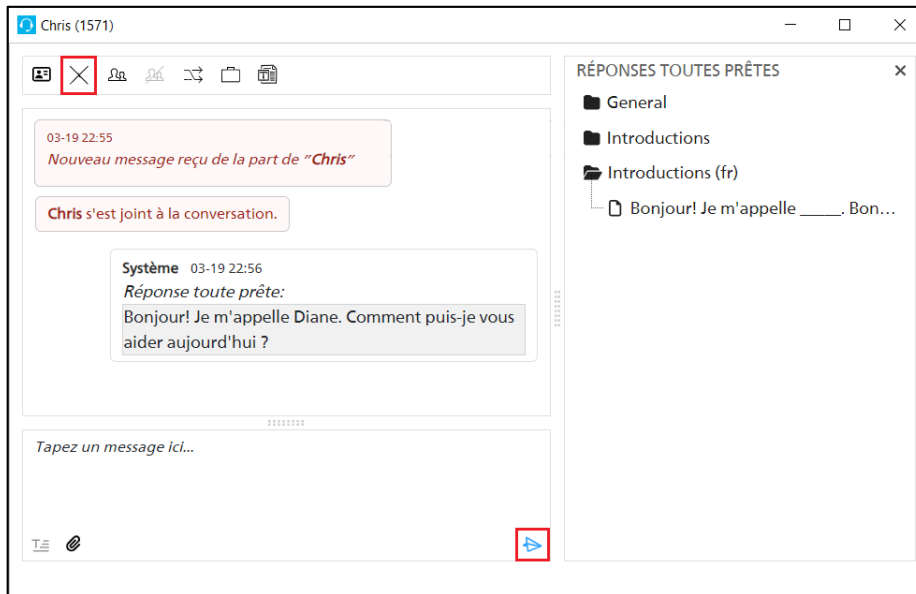 Chris (1571)
RÉPONSES TOUTES PRÊTES
General
Introductions
Introductions (fr)
Bonjour! Je m'appelle _____. Bon...
03-19 22:55
Nouveau message reçu de la part de "Chris"
Chris s'est joint à la conversation.
Système 03-19 22:56
Réponse toute prête:
Bonjour! Je m'appelle Diane. Comment puis-je vous
aider aujourd'hui ?
Tapez un message ici...